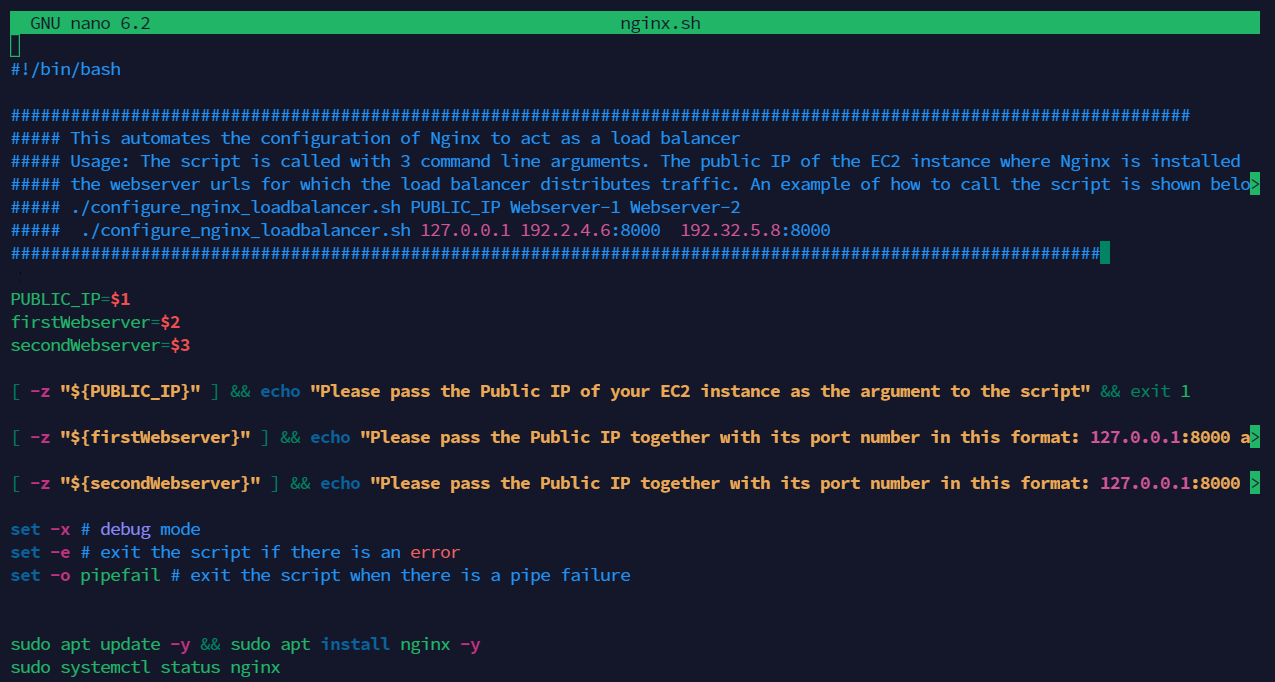 GNU nano 6.2 nginx.sh
#!/bin/bash
######################################################################################################################
##### This automates the configuration of Nginx to act as a load balancer
##### Usage: The script is called with 3 command line arguments. The public IP of the EC2 instance where Nginx is installed
##### the webserver urls for which the load balancer distributes traffic. An example of how to call the script is shown belo>
##### ./configure_nginx_loadbalancer.sh PUBLIC_IP Webserver-1 Webserver-2
#####  ./configure_nginx_loadbalancer.sh 127.0.0.1 192.2.4.6:8000  192.32.5.8:8000
#############################################################################################################
PUBLIC_IP=$1
firstWebserver=$2
secondWebserver=$3
[ -z "${PUBLIC_IP}" ] && echo "Please pass the Public IP of your EC2 instance as the argument to the script" && exit 1
[ -z "${firstWebserver}" ] && echo "Please pass the Public IP together with its port number in this format: 127.0.0.1:8000 a>
[ -z "${secondWebserver}" ] && echo "Please pass the Public IP together with its port number in this format: 127.0.0.1:8000 >
set -x # debug mode
set -e # exit the script if there is an error
set -o pipefail # exit the script when there is a pipe failure
sudo apt update -y && sudo apt install nginx -y
sudo systemctl status nginx